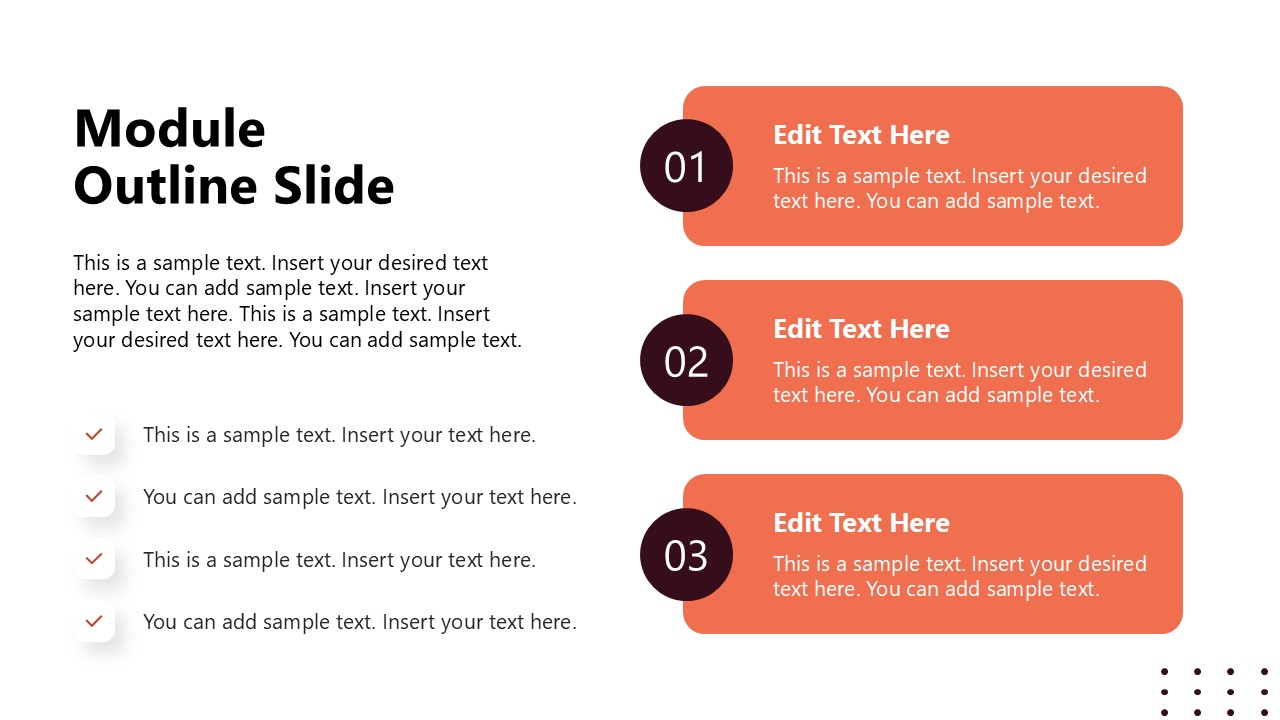 Module
Outline Slide
This is a sample text. Insert your desired text
here. You can add sample text. Insert your
sample text here. This is a sample text. Insert
your desired text here. You can add sample text.
This is a sample text. Insert your text here.
You can add sample text. Insert your text here.
This is a sample text. Insert your text here.
You can add sample text. Insert your text here.
01
Edit Text Here
This is a sample text. Insert your desired
text here. You can add sample text.
02
Edit Text Here
This is a sample text. Insert your desired
text here. You can add sample text.
03
Edit Text Here
This is a sample text. Insert your desired
text here. You can add sample text.